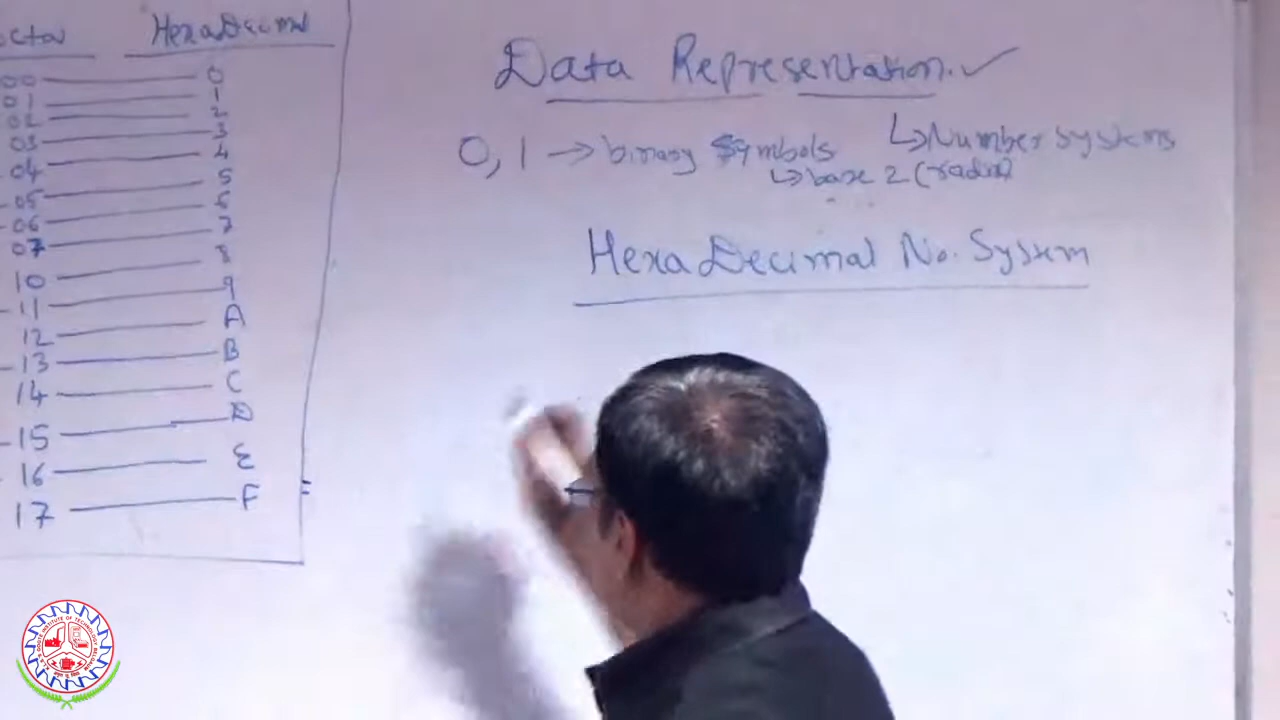 HexaDecimal
00 0
01 1
02 2
03 3
04 4
05 5
06 6
07 7
10 8
11 9
12 A
13 B
14 C
15 D
16 E
17 F
Data Representation.
↳Number Systems
0, 1 → binary Symbols
↳base 2 (radix)
HexaDecimal No. System